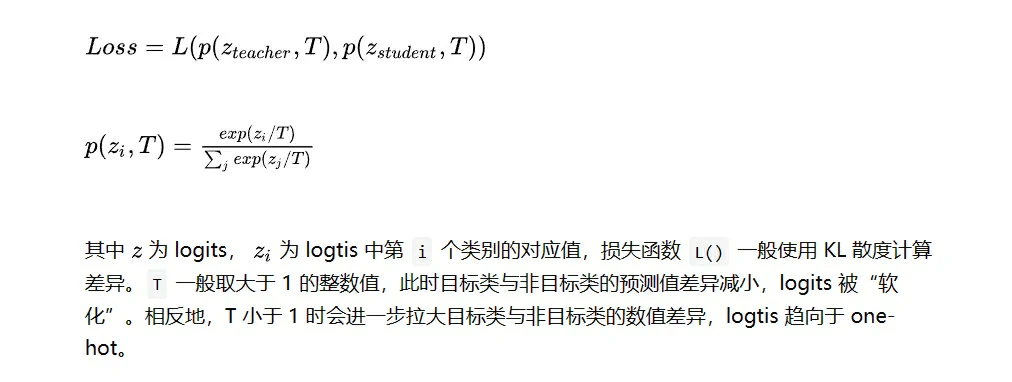 Loss = L(p(z_{teacher}, T), p(z_{student}, T))
p(z_i, T) = \frac{exp(z_i/T)}{\sum_j exp(z_j/T)}
其中 z 为 logits， z_i 为 logtis 中第 i 个类别的对应值，损失函数 L() 一般使用 KL 散度计算
差异。 T 一般取大于 1 的整数值，此时目标类与非目标类的预测值差异减小，logits 被“软
化”。相反地，T 小于 1 时会进一步拉大目标类与非目标类的数值差异，logtis 趋向于 one-
hot。